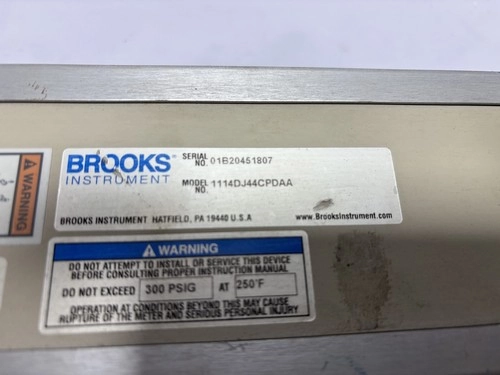 WARNING
BROOKS
INSTRUMENT
SERIAL NO. 01B20451807
MODEL NO. 1114DJ44CPDAA
BROOKS INSTRUMENT HATFIELD, PA 19440 U.S.A
www.BrooksInstrument.com
WARNING
DO NOT ATTEMPT TO INSTALL OR SERVICE THIS DEVICE
BEFORE CONSULTING PROPER INSTRUCTION MANUAL
DO NOT EXCEED 300 PSIG AT 250°F
OPERATION AT CONDITIONS BEYOND THIS MAY CAUSE
RUPTURE OF THE METER AND SERIOUS PERSONAL INJURY